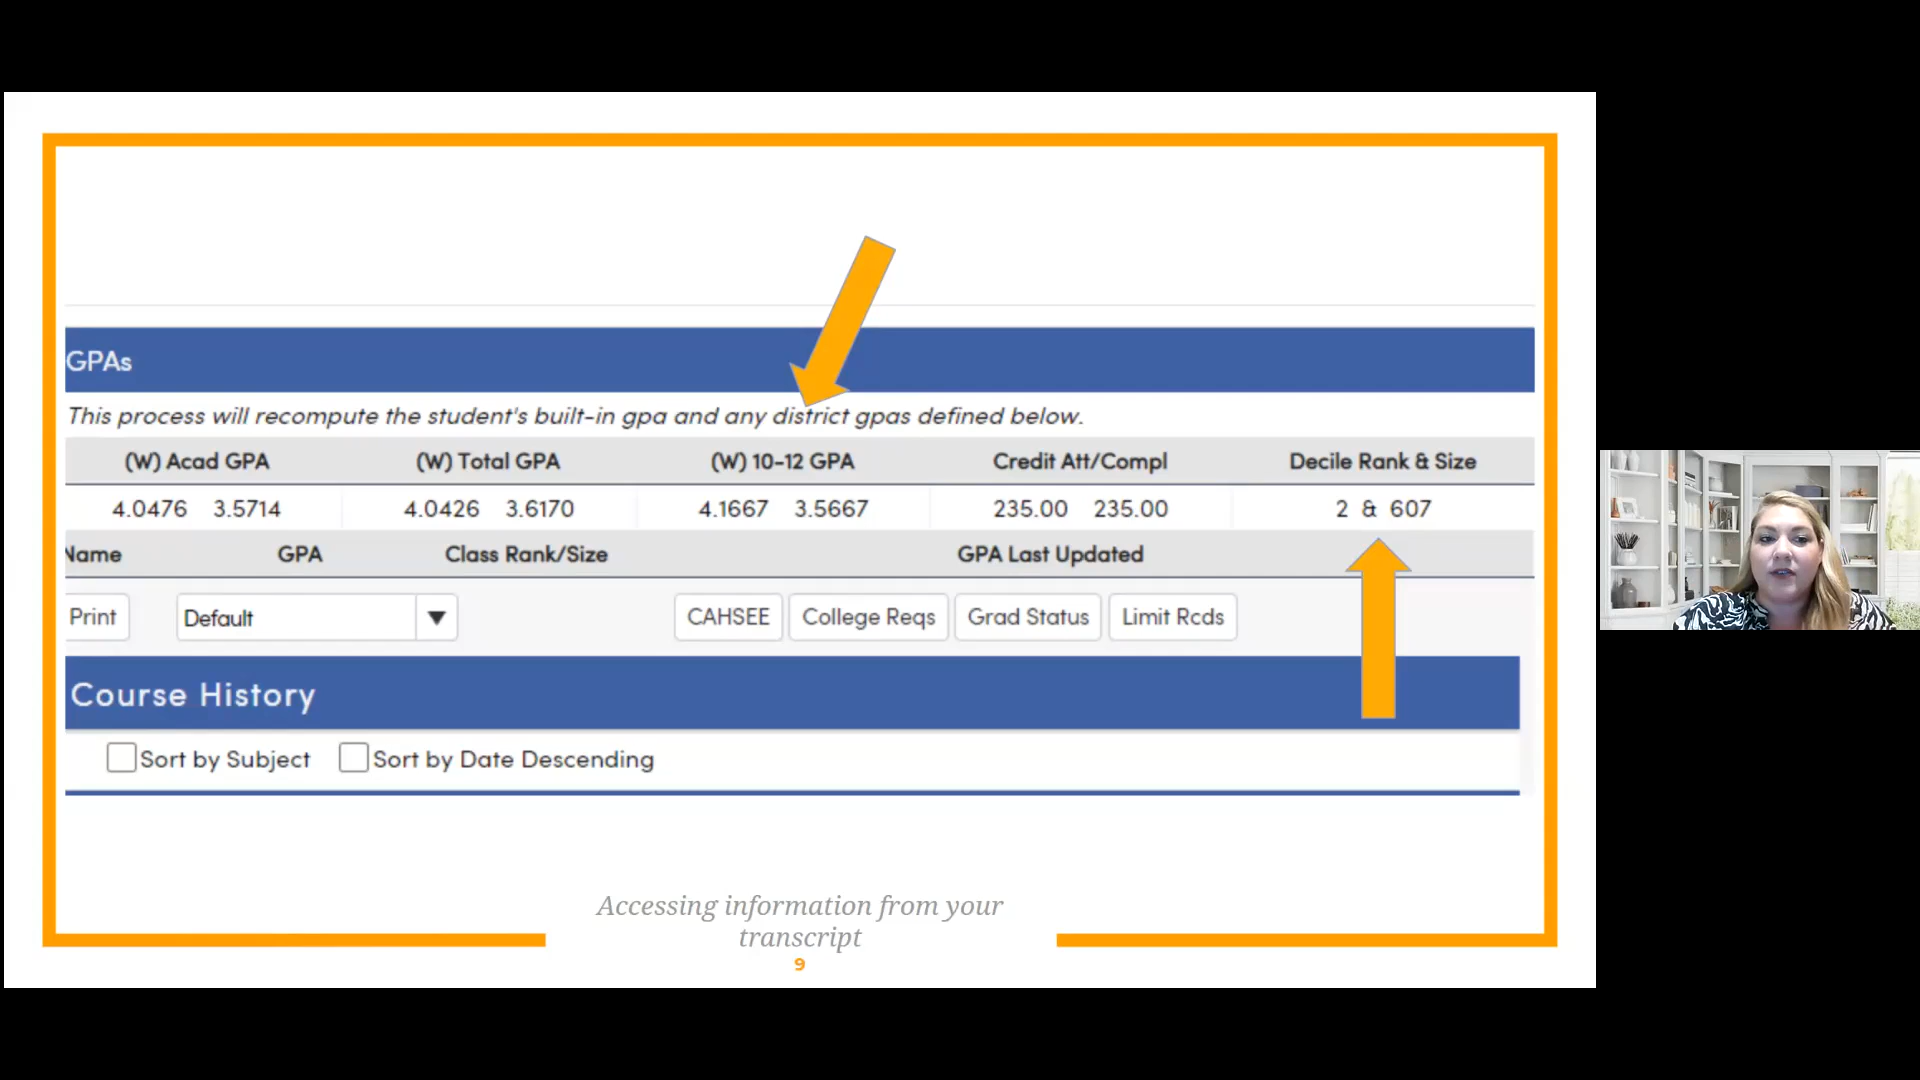 GPAs
This process will recompute the student's built-in gpa and any district gpas defined below.
(W) Acad GPA (W) Total GPA (W) 10-12 GPA Credit Att/Compl Decile Rank & Size
4.0476 3.5714 4.0426 3.6170 4.1667 3.5667 235.00 235.00 2 & 607
Name GPA Class Rank/Size GPA Last Updated
Print Default CAHSEE College Reqs Grad Status Limit Rcds
Course History
Sort by Subject Sort by Date Descending
Accessing information from your
transcript
9